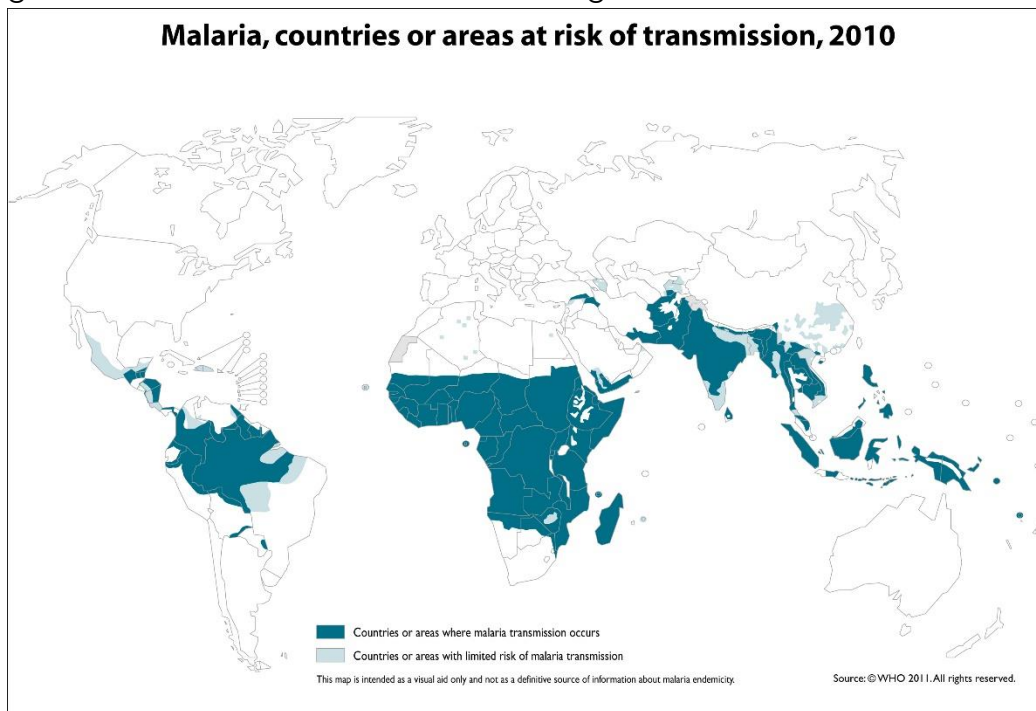 Malaria, countries or areas at risk of transmission, 2010
Countries or areas where malaria transmission occurs
Countries or areas with limited risk of malaria transmission
This map is intended as a visual aid only and not as a definitive source of information about malaria endemicity.
Source: © WHO 2011. All rights reserved.